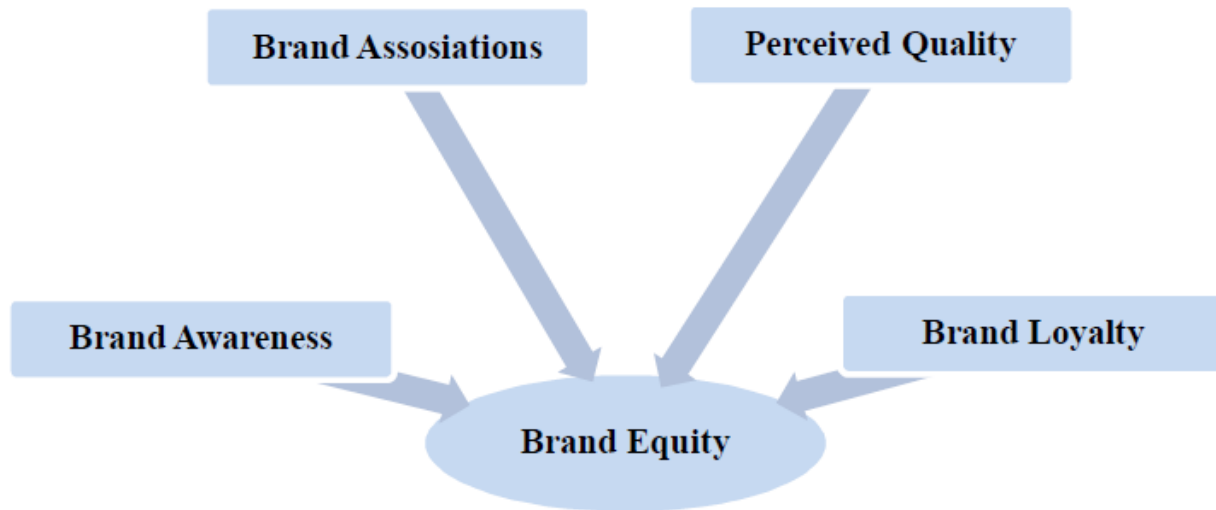 Brand Assosiations
Perceived Quality
Brand Awareness
Brand Loyalty
Brand Equity